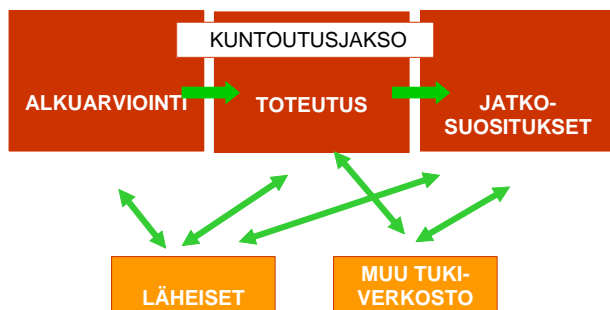 KUNTOUTUSJAKSO
ALKUARVIOINTI
TOTEUTUS
JATKO-
SUOSITUKSET
LÄHEISET
MUU TUKI-
VERKOSTO